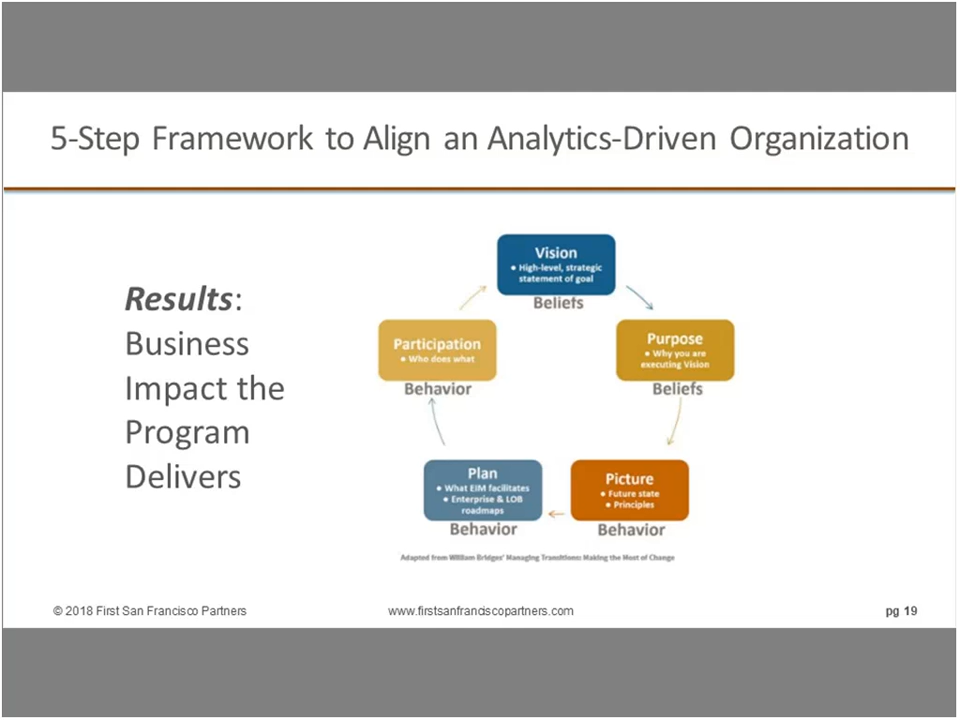 5-Step Framework to Align an Analytics-Driven Organization
Results:
Business
Impact the
Program
Delivers
Vision
• High-level, strategic
statement of goal
Beliefs
Purpose
• Why you are
executing Vision
Beliefs
Picture
• Future state
• Principles
Behavior
Plan
• What EIM facilitates
• Enterprise & LOB
roadmaps
Behavior
Participation
• Who does what
Behavior
Adapted from William Bridges' Managing Transitions: Making the Most of Change
© 2018 First San Francisco Partners
www.firstsanfranciscopartners.com
pg 19